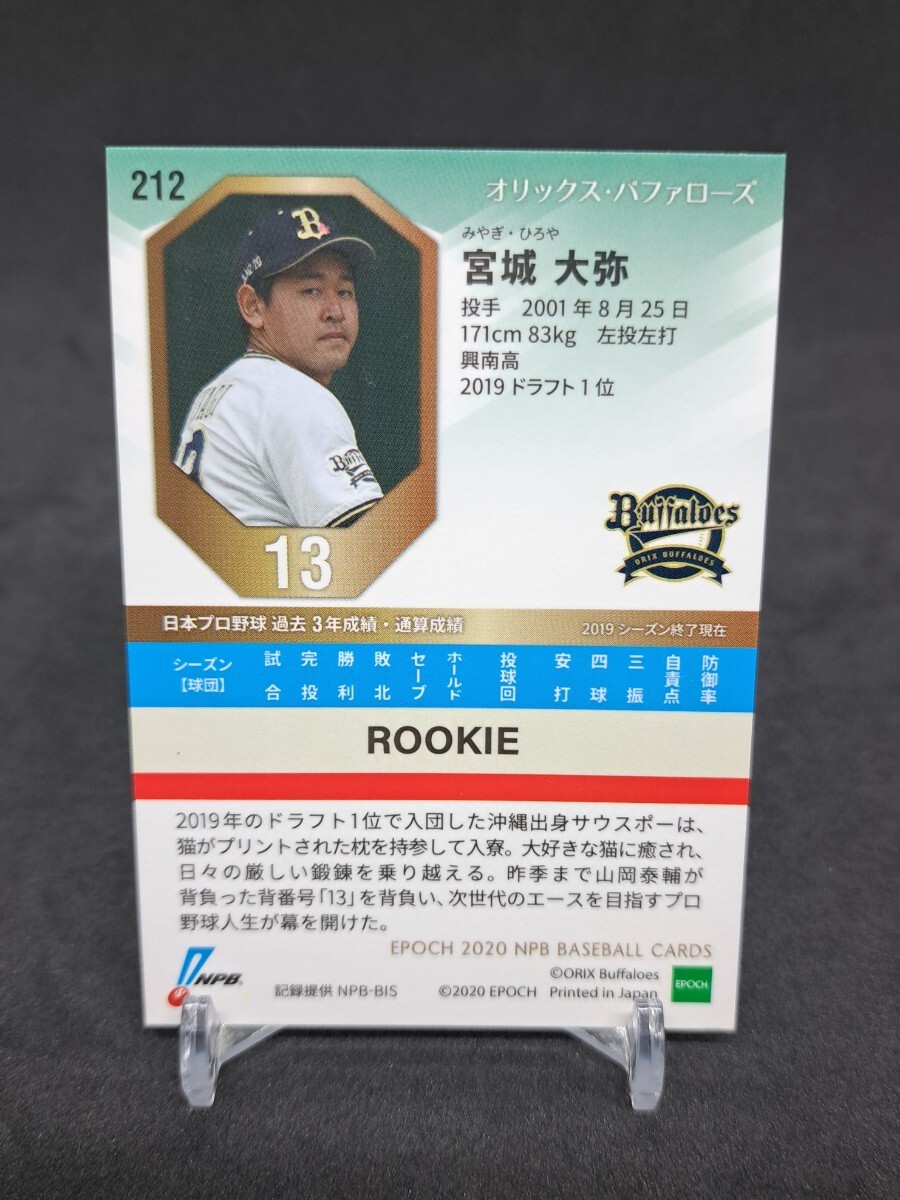 212
オリックス・バファローズ
みやぎ・ひろや
宮城 大弥
投手 2001年8月25日
171cm 83kg 左投左打
興南高
2019ドラフト1位
B
Buffaloes
ORIX BUFFALOES
13
日本プロ野球 過去3年成績・通算成績
2019 シーズン終了現在
シーズン【球団】 試合 完投 勝利 敗北 セーブ ホールド 投球回 安打 四球 三振 自責点 防御率
ROOKIE
2019年のドラフト1位で入団した沖縄出身サウスポーは、
猫がプリントされた枕を持参して入寮。大好きな猫に癒され、
日々の厳しい鍛錬を乗り越える。昨季まで山岡泰輔が
背負った背番号「13」を背負い、次世代のエースを目指すプロ
野球人生が幕を開けた。
EPOCH 2020 NPB BASEBALL CARDS
NPB
記録提供 NPB-BIS
©ORIX Buffaloes
©2020 EPOCH Printed in Japan
EPOCH